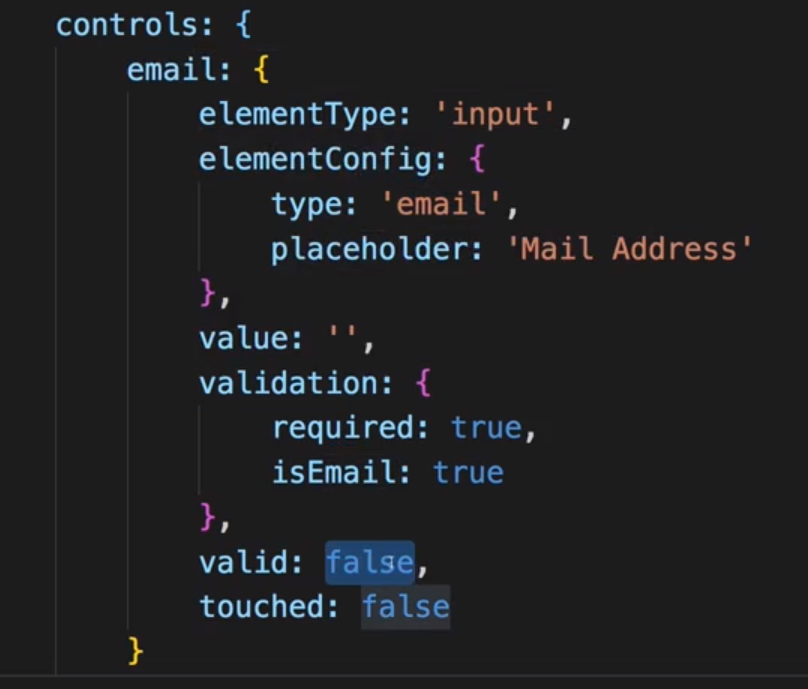 controls: {
email: {
elementType: 'input',
elementConfig: {
type: 'email',
placeholder: 'Mail Address'
},
value: '',
validation: {
required: true,
isEmail: true
},
valid: false,
touched: false
}